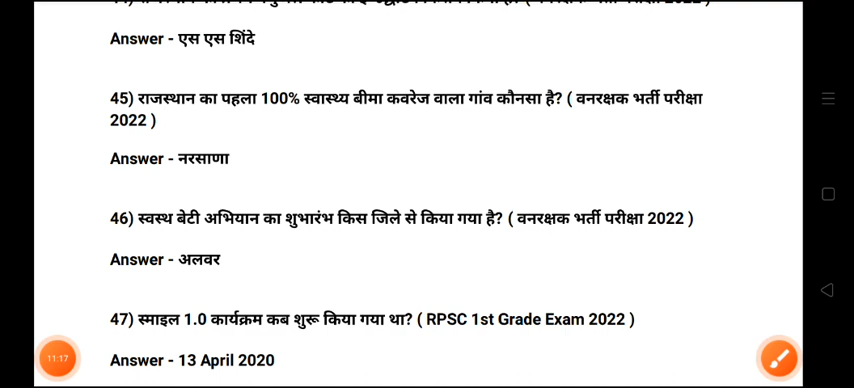 Answer - एस एस शिंदे
45) राजस्थान का पहला 100% स्वास्थ्य बीमा कवरेज वाला गांव कौनसा है? ( वनरक्षक भर्ती परीक्षा
2022 )
Answer - नरसाणा
46) स्वस्थ बेटी अभियान का शुभारंभ किस जिले से किया गया है? ( वनरक्षक भर्ती परीक्षा 2022 )
Answer - अलवर
47) स्माइल 1.0 कार्यक्रम कब शुरू किया गया था? ( RPSC 1st Grade Exam 2022 )
11:17
Answer - 13 April 2020